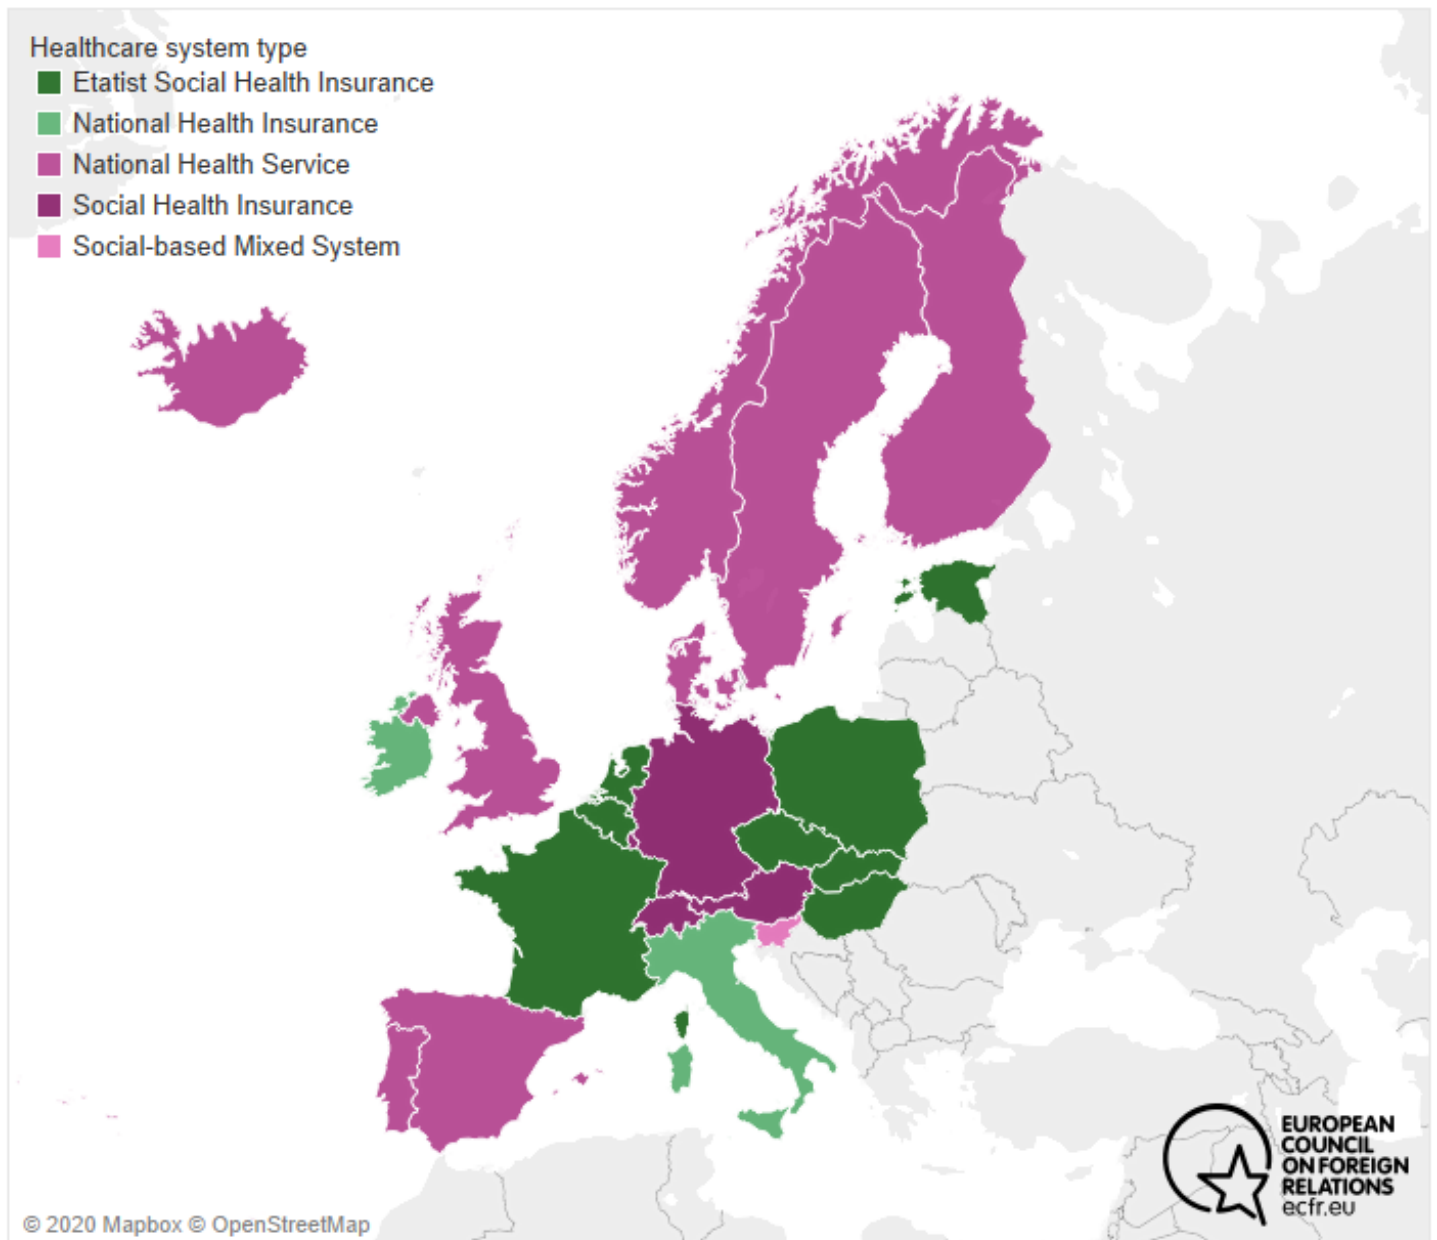 Healthcare system type
Etatist Social Health Insurance
National Health Insurance
National Health Service
Social Health Insurance
Social-based Mixed System
EUROPEAN
COUNCIL
ON FOREIGN
RELATIONS
ecfr.eu
© 2020 Mapbox © OpenStreetMap